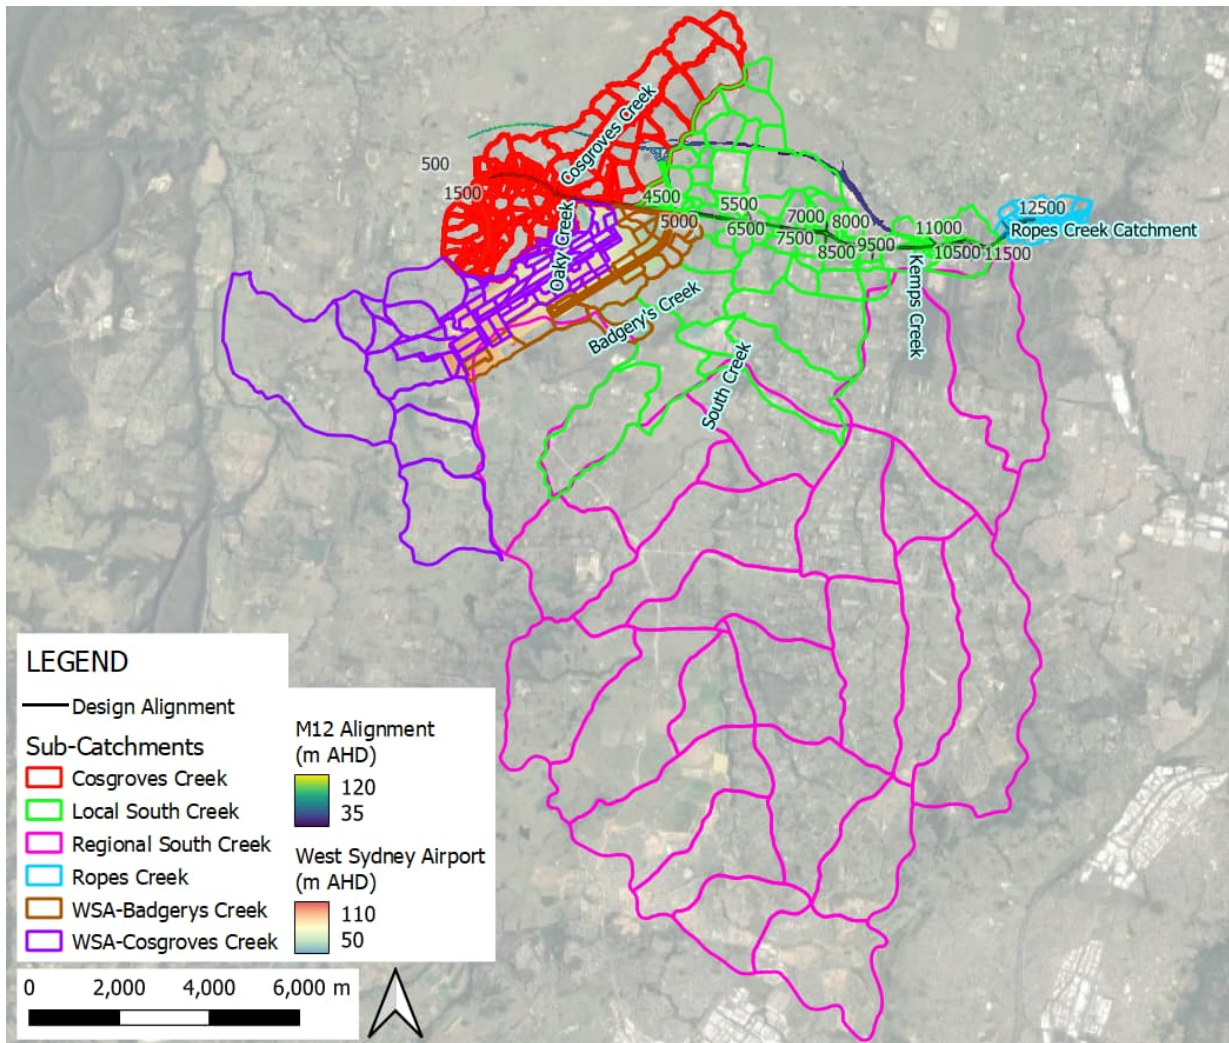 Cosgroves Creek
500
1500
4500
5000
5500
6500
7000
7500
8000
8500
9500
11000
10500
11500
12500
Ropes Creek Catchment
Oaky Creek
Badgery's Creek
South Creek
Kemps Creek
LEGEND
Design Alignment
Sub-Catchments
Cosgroves Creek
Local South Creek
Regional South Creek
Ropes Creek
WSA-Badgerys Creek
WSA-Cosgroves Creek
M12 Alignment
(m AHD)
120
35
West Sydney Airport
(m AHD)
110
50
0 2,000 4,000 6,000 m